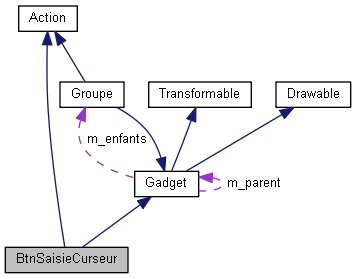 Action
Groupe
Transformable
Drawable
m_enfants
Gadget
m_parent
BtnSaisieCurseur